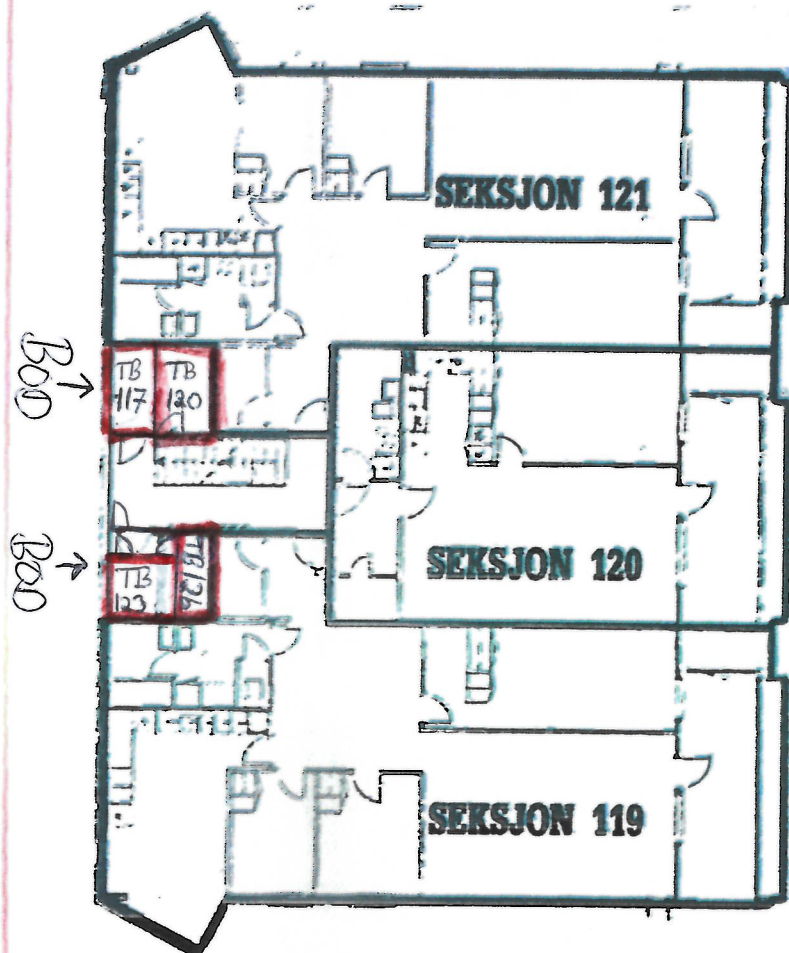 SEKSJON 121
BOD
TB
117
TB
120
SEKSJON 120
BOD
TB
123
TB 126
SEKSJON 119